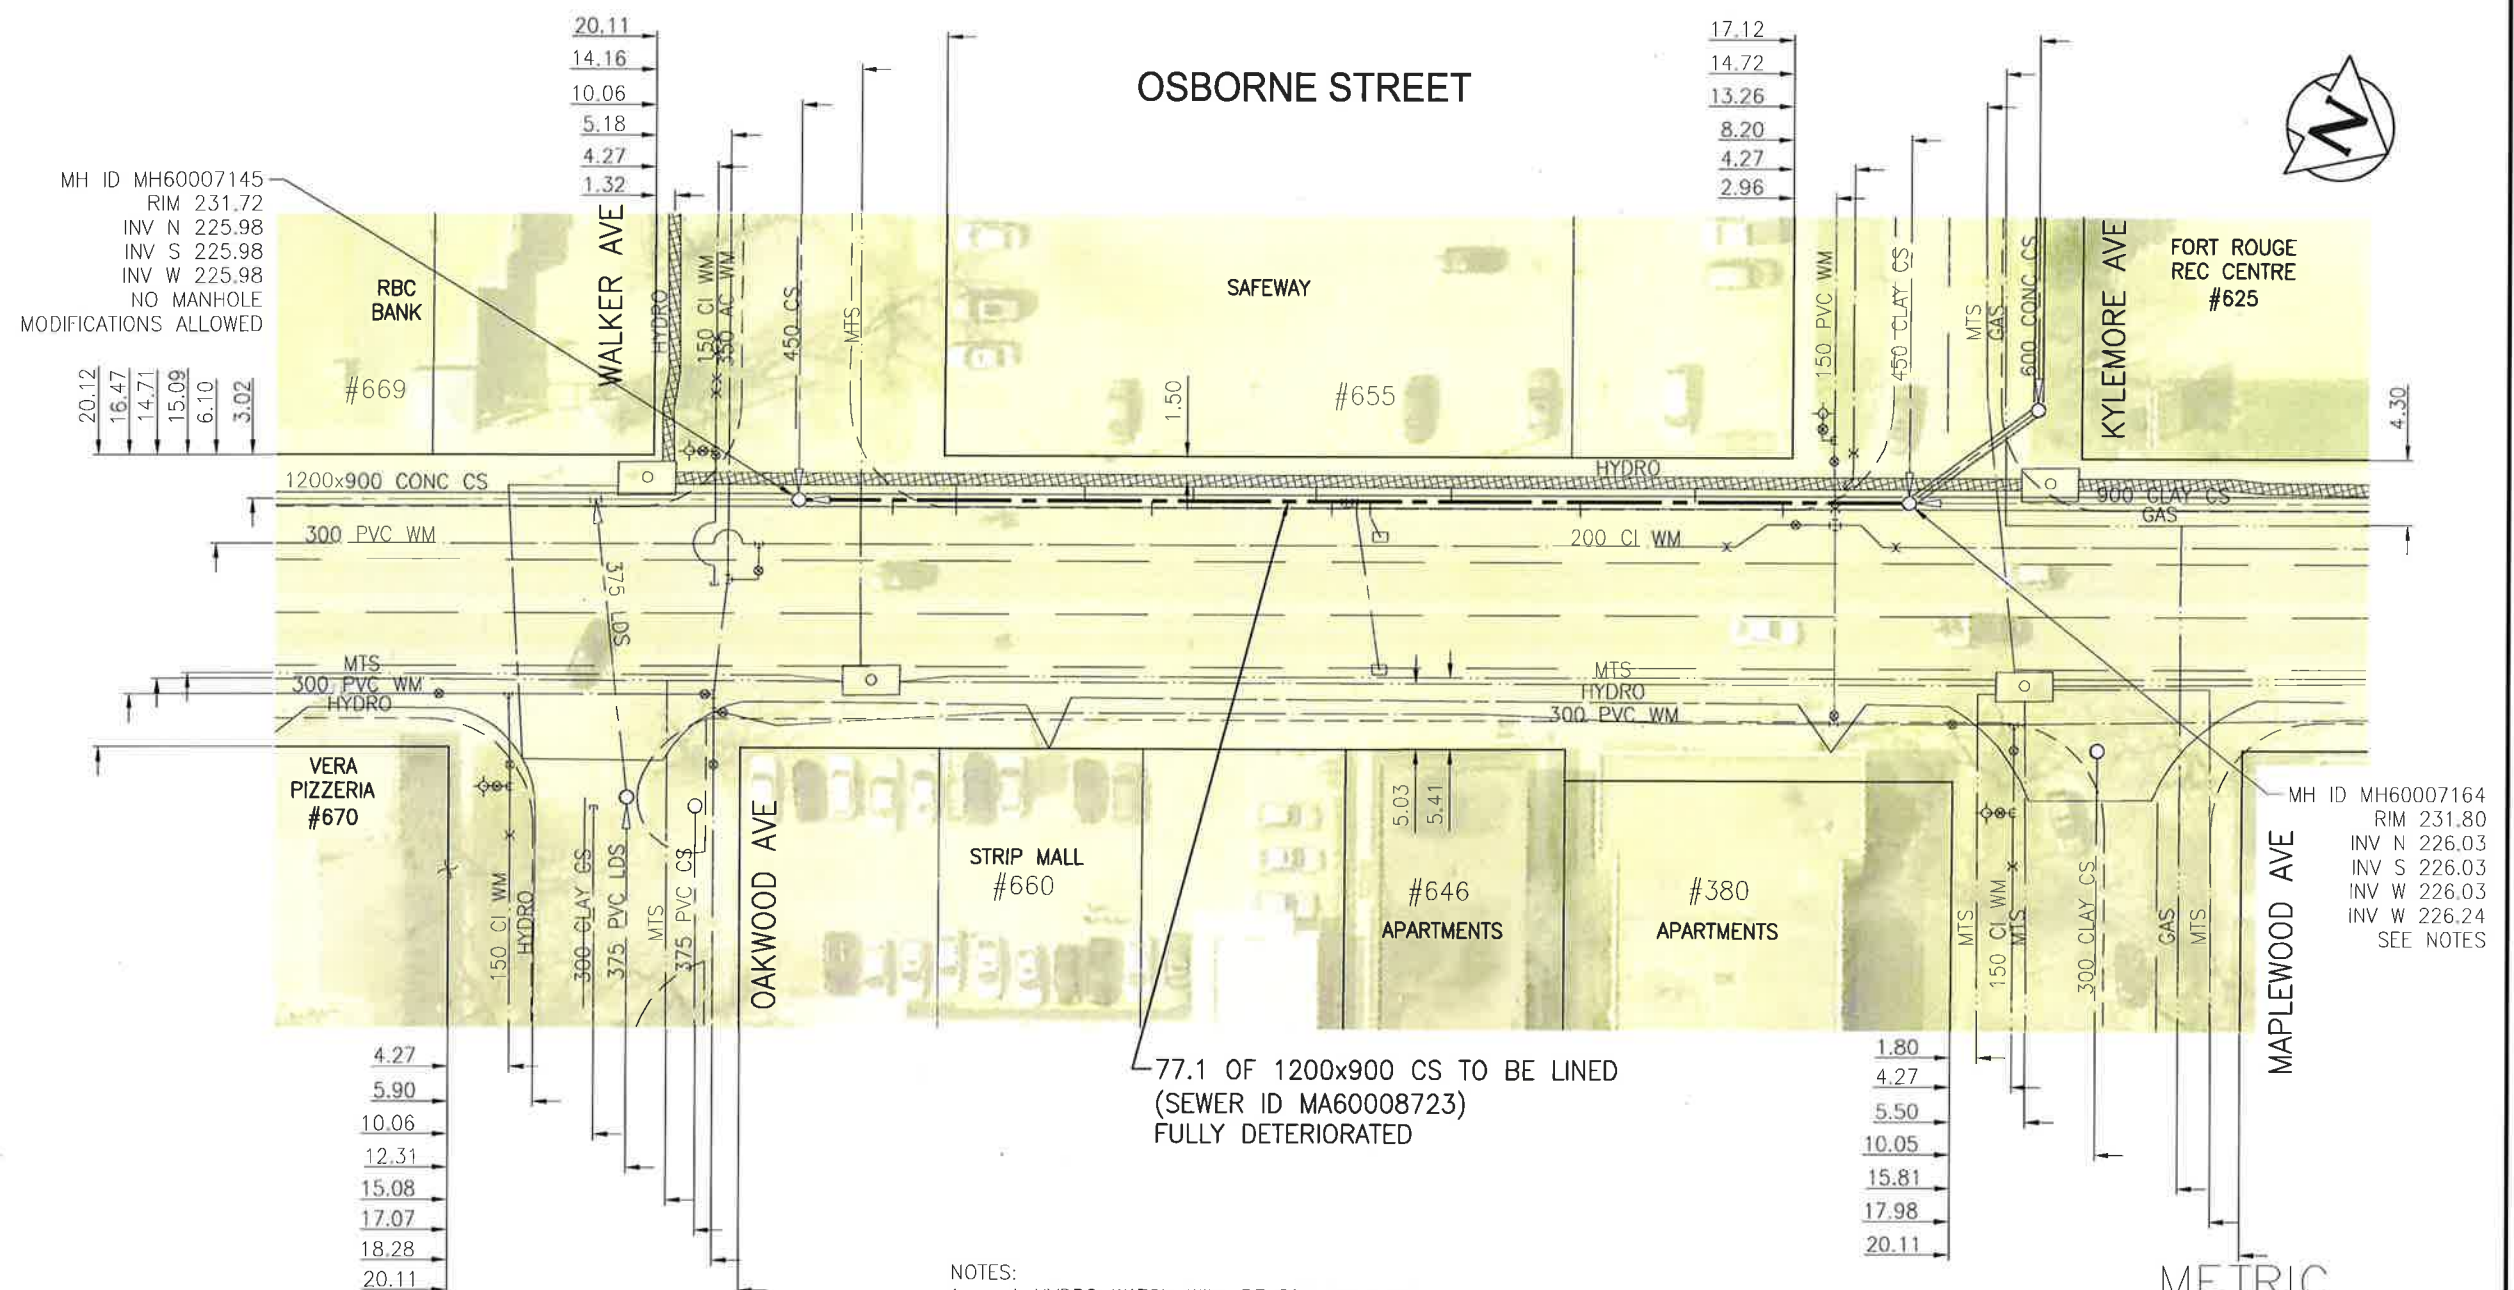 OSBORNE STREET
20.11
14.16
10.06
5.18
4.27
1.32
17.12
14.72
13.26
8.20
4.27
2.96
N
MH ID MH60007145
RIM 231.72
INV N 225.98
INV S 225.98
INV W 225.98
NO MANHOLE
MODIFICATIONS ALLOWED
20.12
16.47
14.71
15.09
6.10
3.02
RBC
BANK
#669
WALKER AVE
HYDRO
150 CI WM
350 AC WM
450 CS
MTS
SAFEWAY
#655
1.50
150 PVC WM
450 CLAY CS
MTS
GAS
600 CONC CS
KYLEMORE AVE
FORT ROUGE
REC CENTRE
#625
4.30
1200x900 CONC CS
HYDRO
900 CLAY CS
GAS
300 PVC WM
200 CI WM
375 LDS
MTS
300 PVC WM
HYDRO
MTS
HYDRO
300 PVC WM
VERA
PIZZERIA
#670
150 CI WM
HYDRO
300 CLAY CS
375 PVC LDS
MTS
375 PVC CS
OAKWOOD AVE
STRIP MALL
#660
5.03
5.41
#646
APARTMENTS
#380
APARTMENTS
MTS
150 CI WM
MTS
300 CLAY CS
GAS
MTS
MAPLEWOOD AVE
MH ID MH60007164
RIM 231.80
INV N 226.03
INV S 226.03
INV W 226.03
INV W 226.24
SEE NOTES
77.1 OF 1200x900 CS TO BE LINED
(SEWER ID MA60008723)
FULLY DETERIORATED
4.27
5.90
10.06
12.31
15.08
17.07
18.28
20.11
1.80
4.27
5.50
10.05
15.81
17.98
20.11
NOTES:
METRIC